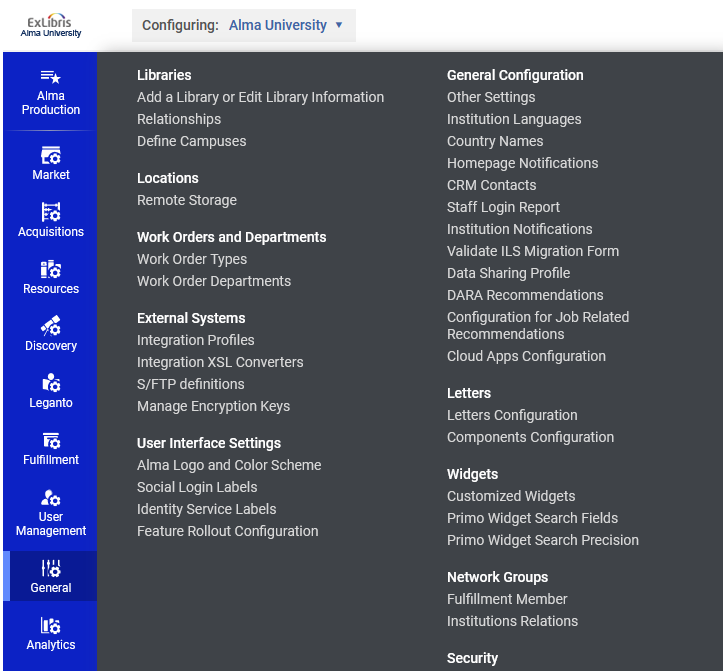 ExLibris
Alma University
Configuring: Alma University
Alma
Production
Market
Acquisitions
Resources
Discovery
Leganto
Fulfillment
User
Management
General
Analytics
Libraries
Add a Library or Edit Library Information
Relationships
Define Campuses
Locations
Remote Storage
Work Orders and Departments
Work Order Types
Work Order Departments
External Systems
Integration Profiles
Integration XSL Converters
S/FTP definitions
Manage Encryption Keys
User Interface Settings
Alma Logo and Color Scheme
Social Login Labels
Identity Service Labels
Feature Rollout Configuration
General Configuration
Other Settings
Institution Languages
Country Names
Homepage Notifications
CRM Contacts
Staff Login Report
Institution Notifications
Validate ILS Migration Form
Data Sharing Profile
DARA Recommendations
Configuration for Job Related
Recommendations
Cloud Apps Configuration
Letters
Letters Configuration
Components Configuration
Widgets
Customized Widgets
Primo Widget Search Fields
Primo Widget Search Precision
Network Groups
Fulfillment Member
Institutions Relations
Security